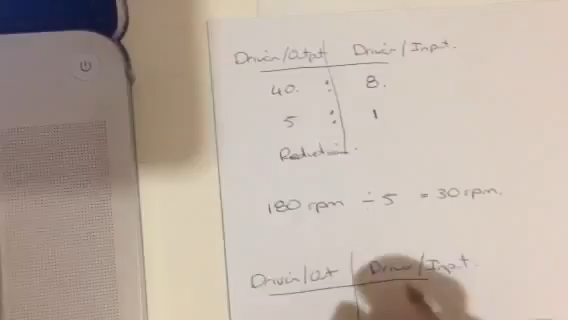 Driven/Output Driver/Input.
40. : 8.
5 : 1
Reduction.
180 rpm ÷ 5 = 30 rpm.
Driven/Out Driver/Input.